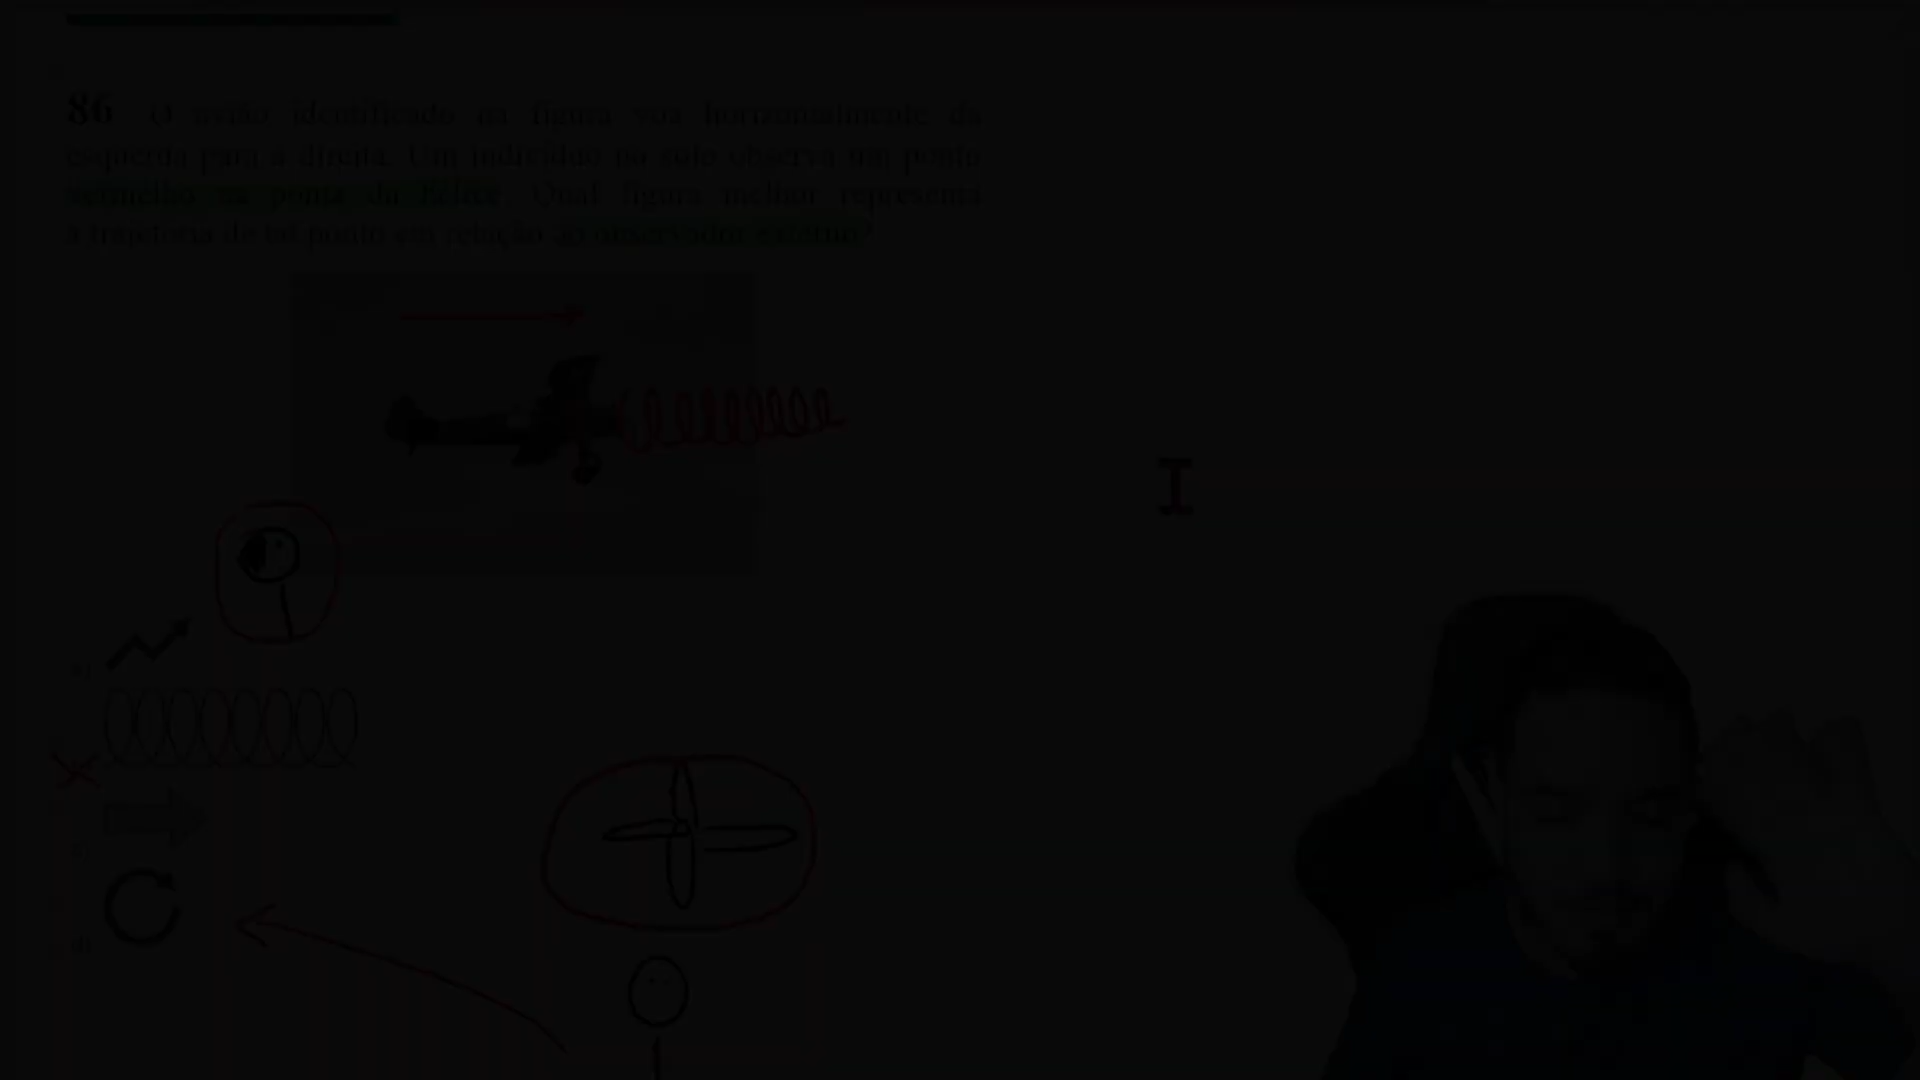 86 O avião identificado na figura voa horizontalmente da
esquerda para a direita. Um indivíduo no solo observa um ponto
vermelho na ponta da hélice. Qual figura melhor representa
a trajetória de tal ponto em relação ao observador externo?
a)
c)
d)